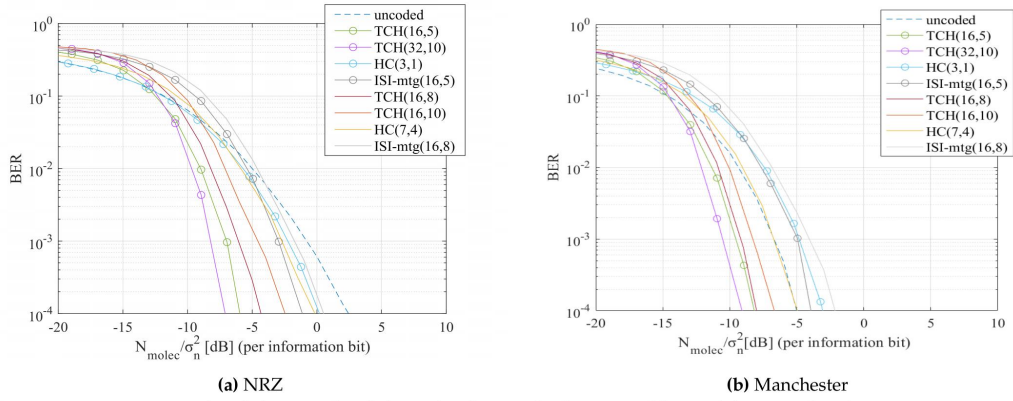 10^0
10^-1
10^-2
10^-3
10^-4
BER
-20 -15 -10 -5 0 5 10
N_molec/σ_n^2 [dB] (per information bit)
uncoded
TCH(16,5)
TCH(32,10)
HC(3,1)
ISI-mtg(16,5)
TCH(16,8)
TCH(16,10)
HC(7,4)
ISI-mtg(16,8)
(a) NRZ
10^0
10^-1
10^-2
10^-3
10^-4
BER
-20 -15 -10 -5 0 5 10
N_molec/σ_n^2[dB] (per information bit)
uncoded
TCH(16,5)
TCH(32,10)
HC(3,1)
ISI-mtg(16,5)
TCH(16,8)
TCH(16,10)
HC(7,4)
ISI-mtg(16,8)
(b) Manchester